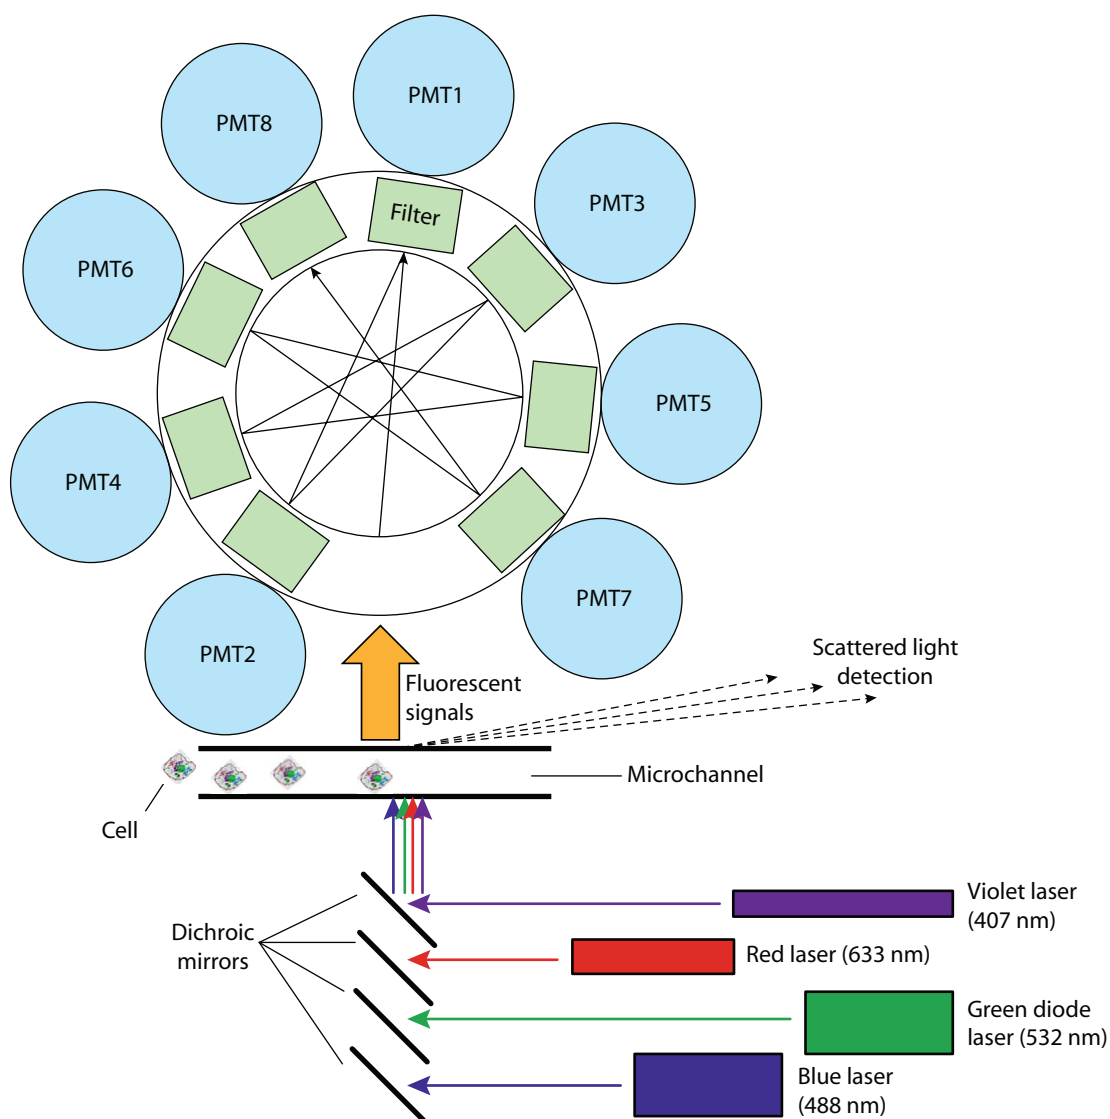 PMT1
PMT8
PMT3
Filter
PMT6
PMT5
PMT4
PMT7
PMT2
Scattered light
detection
Fluorescent
signals
Microchannel
Cell
Violet laser
(407 nm)
Dichroic
mirrors
Red laser (633 nm)
Green diode
laser (532 nm)
Blue laser
(488 nm)